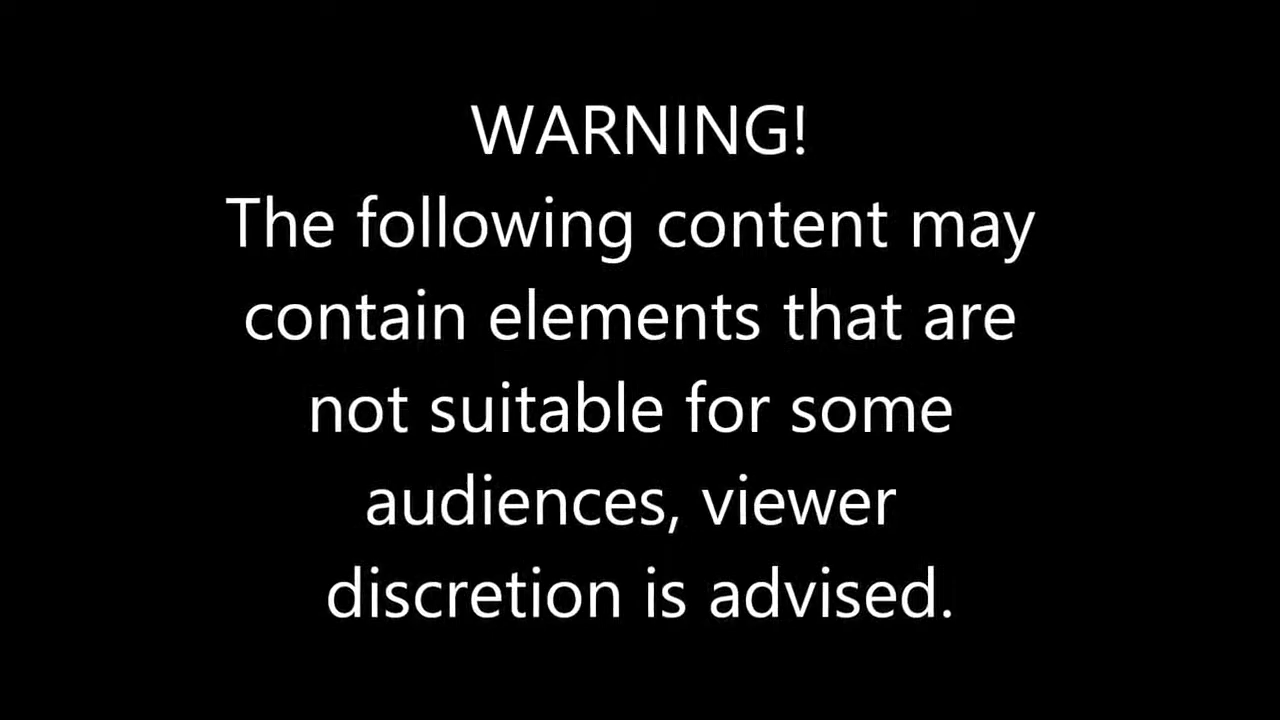 WARNING!
The following content may
contain elements that are
not suitable for some
audiences, viewer
discretion is advised.